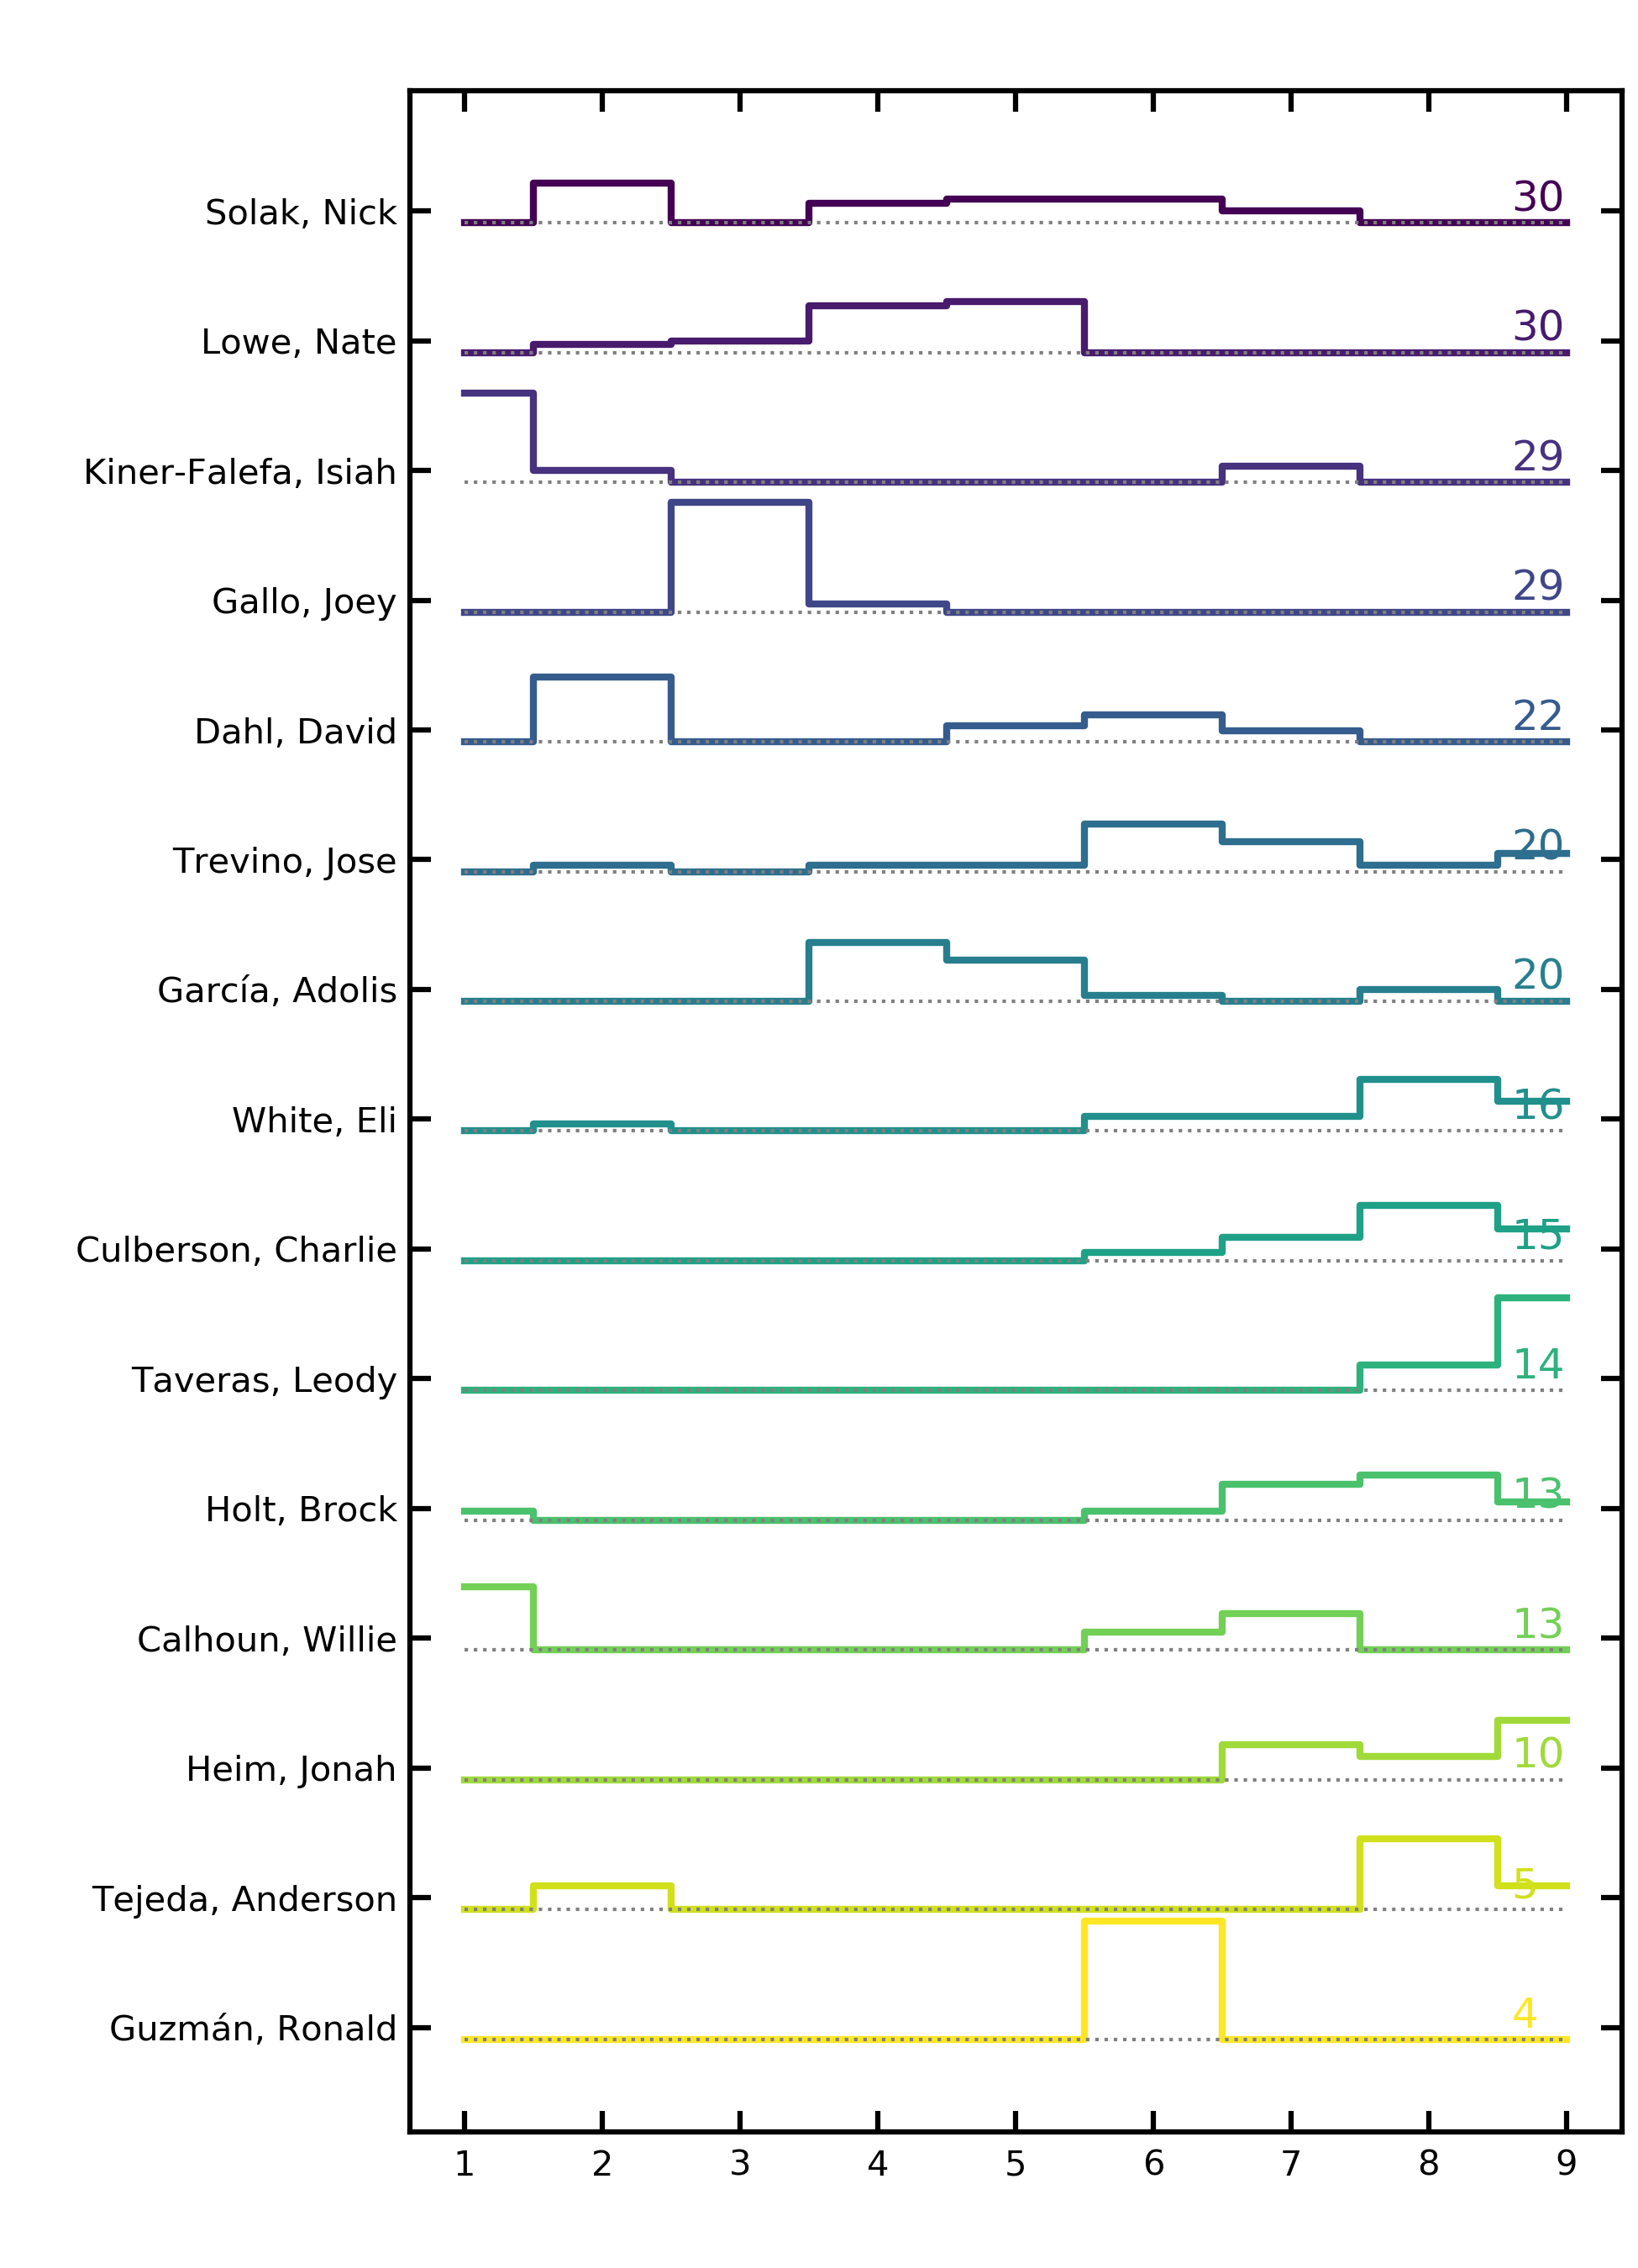 Solak, Nick 30
Lowe, Nate 30
Kiner-Falefa, Isiah 29
Gallo, Joey 29
Dahl, David 22
Trevino, Jose 20
García, Adolis 20
White, Eli 16
Culberson, Charlie 15
Taveras, Leody 14
Holt, Brock 13
Calhoun, Willie 13
Heim, Jonah 10
Tejeda, Anderson 5
Guzmán, Ronald 4
1 2 3 4 5 6 7 8 9